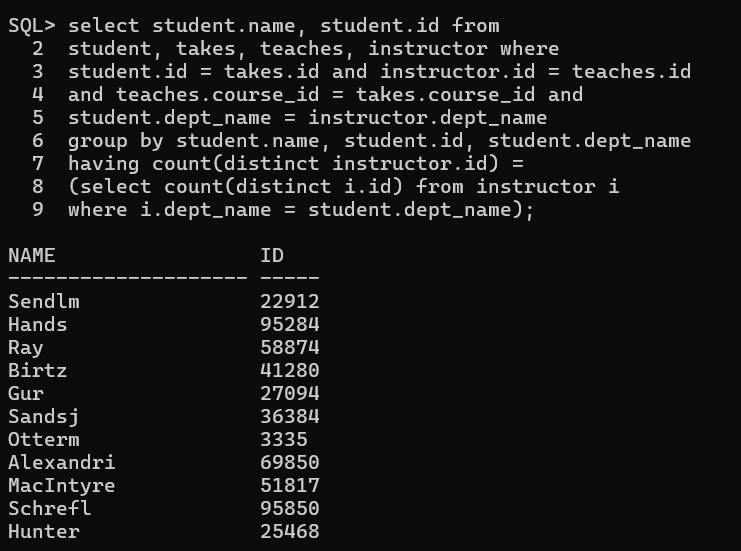 SQL> select student.name, student.id from
  2  student, takes, teaches, instructor where
  3  student.id = takes.id and instructor.id = teaches.id
  4  and teaches.course_id = takes.course_id and
  5  student.dept_name = instructor.dept_name
  6  group by student.name, student.id, student.dept_name
  7  having count(distinct instructor.id) =
  8  (select count(distinct i.id) from instructor i
  9  where i.dept_name = student.dept_name);
NAME                 ID
-------------------- -----
Sendlm               22912
Hands                95284
Ray                  58874
Birtz                41280
Gur                  27094
Sandsj               36384
Otterm               3335
Alexandri            69850
MacIntyre            51817
Schrefl              95850
Hunter               25468